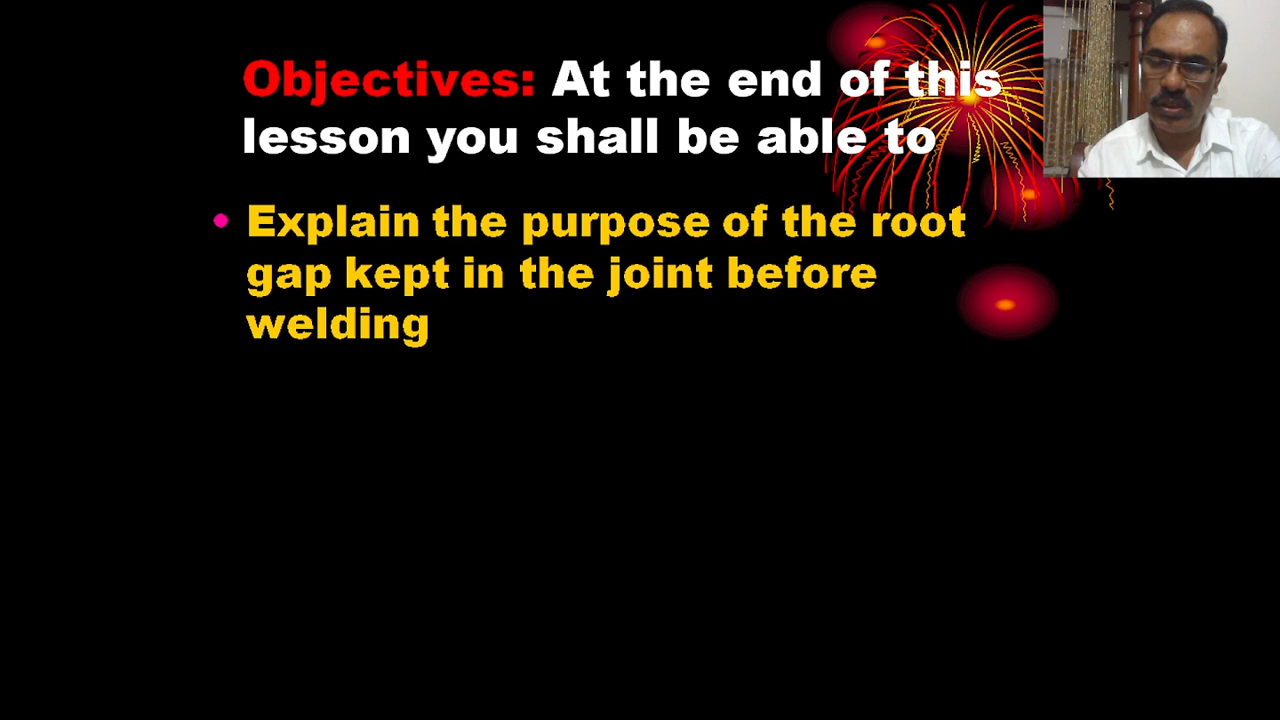 Objectives: At the end of this
lesson you shall be able to
• Explain the purpose of the root
gap kept in the joint before
welding